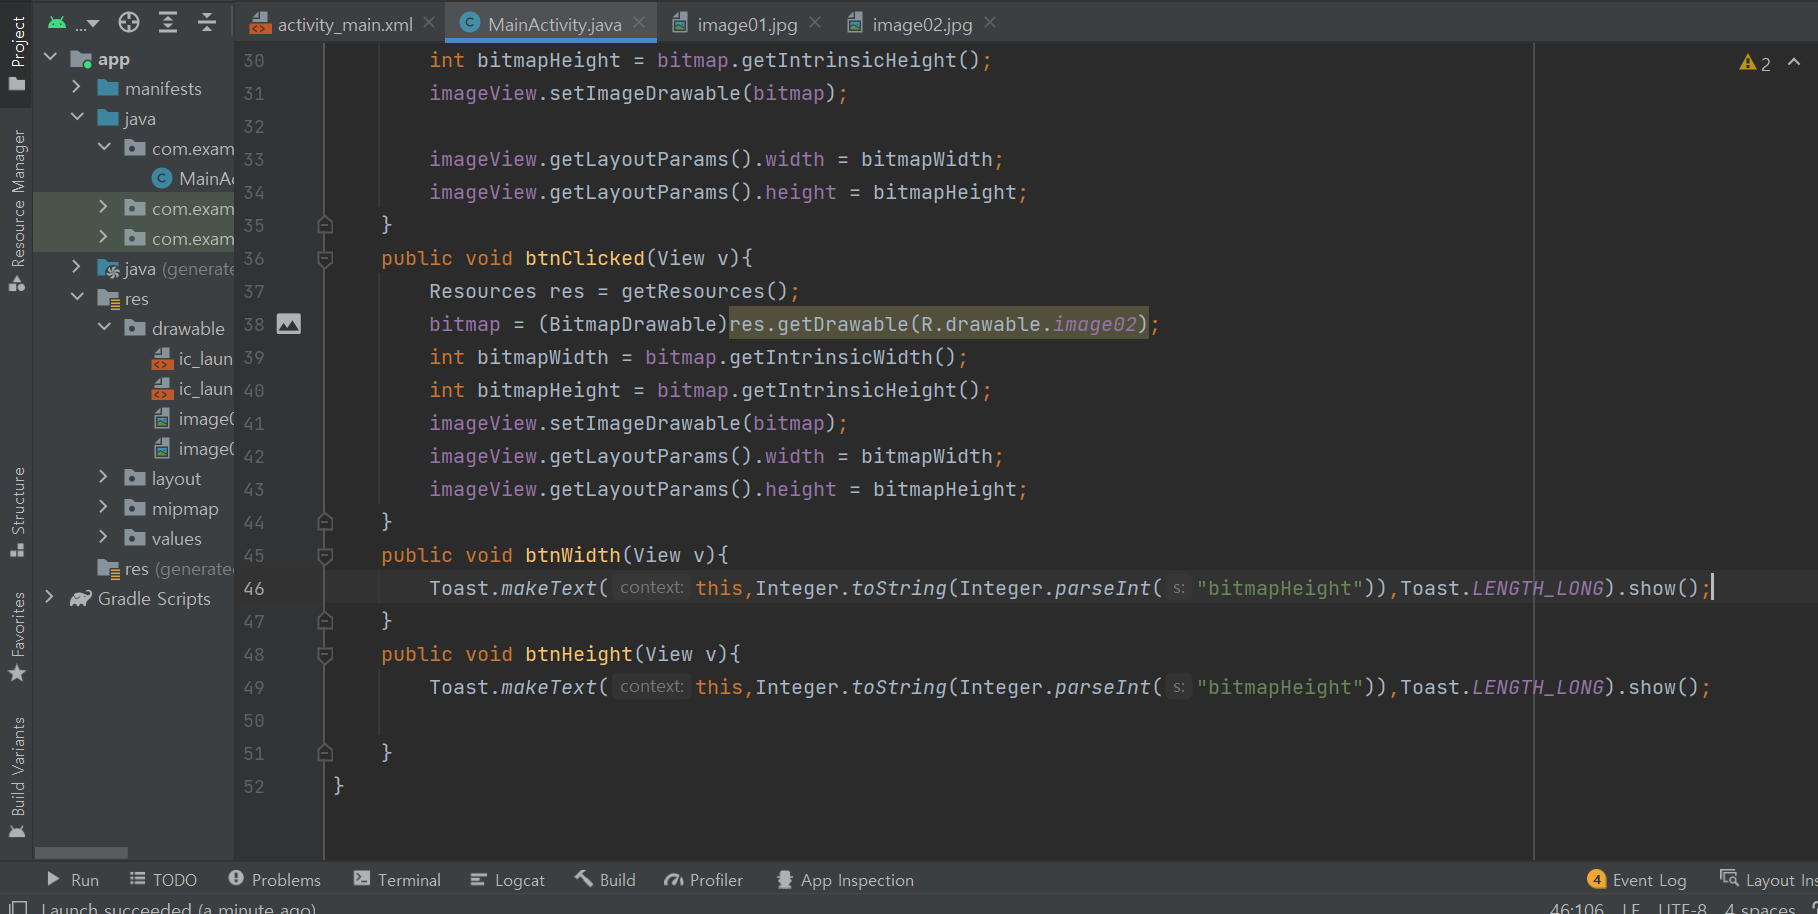 Project
...
activity_main.xml
MainActivity.java
image01.jpg
image02.jpg
app
manifests
java
com.exam
MainAc
com.exam
com.exam
java (generate
res
drawable
ic_laun
ic_laun
image0
image0
layout
mipmap
values
res (generate
Gradle Scripts
Resource Manager
Structure
Favorites
Build Variants
2
30 int bitmapHeight = bitmap.getIntrinsicHeight();
31 imageView.setImageDrawable(bitmap);
32
33 imageView.getLayoutParams().width = bitmapWidth;
34 imageView.getLayoutParams().height = bitmapHeight;
35 }
36 public void btnClicked(View v){
37 Resources res = getResources();
38 bitmap = (BitmapDrawable)res.getDrawable(R.drawable.image02);
39 int bitmapWidth = bitmap.getIntrinsicWidth();
40 int bitmapHeight = bitmap.getIntrinsicHeight();
41 imageView.setImageDrawable(bitmap);
42 imageView.getLayoutParams().width = bitmapWidth;
43 imageView.getLayoutParams().height = bitmapHeight;
44 }
45 public void btnWidth(View v){
46 Toast.makeText( context: this,Integer.toString(Integer.parseInt( s: "bitmapHeight")),Toast.LENGTH_LONG).show();
47 }
48 public void btnHeight(View v){
49 Toast.makeText( context: this,Integer.toString(Integer.parseInt( s: "bitmapHeight")),Toast.LENGTH_LONG).show();
50
51 }
52 }
Run TODO Problems Terminal Logcat Build Profiler App Inspection 4 Event Log Layout Ins
Launch succeeded (a minute ago) 46:106 LF UTF-8 4 spaces